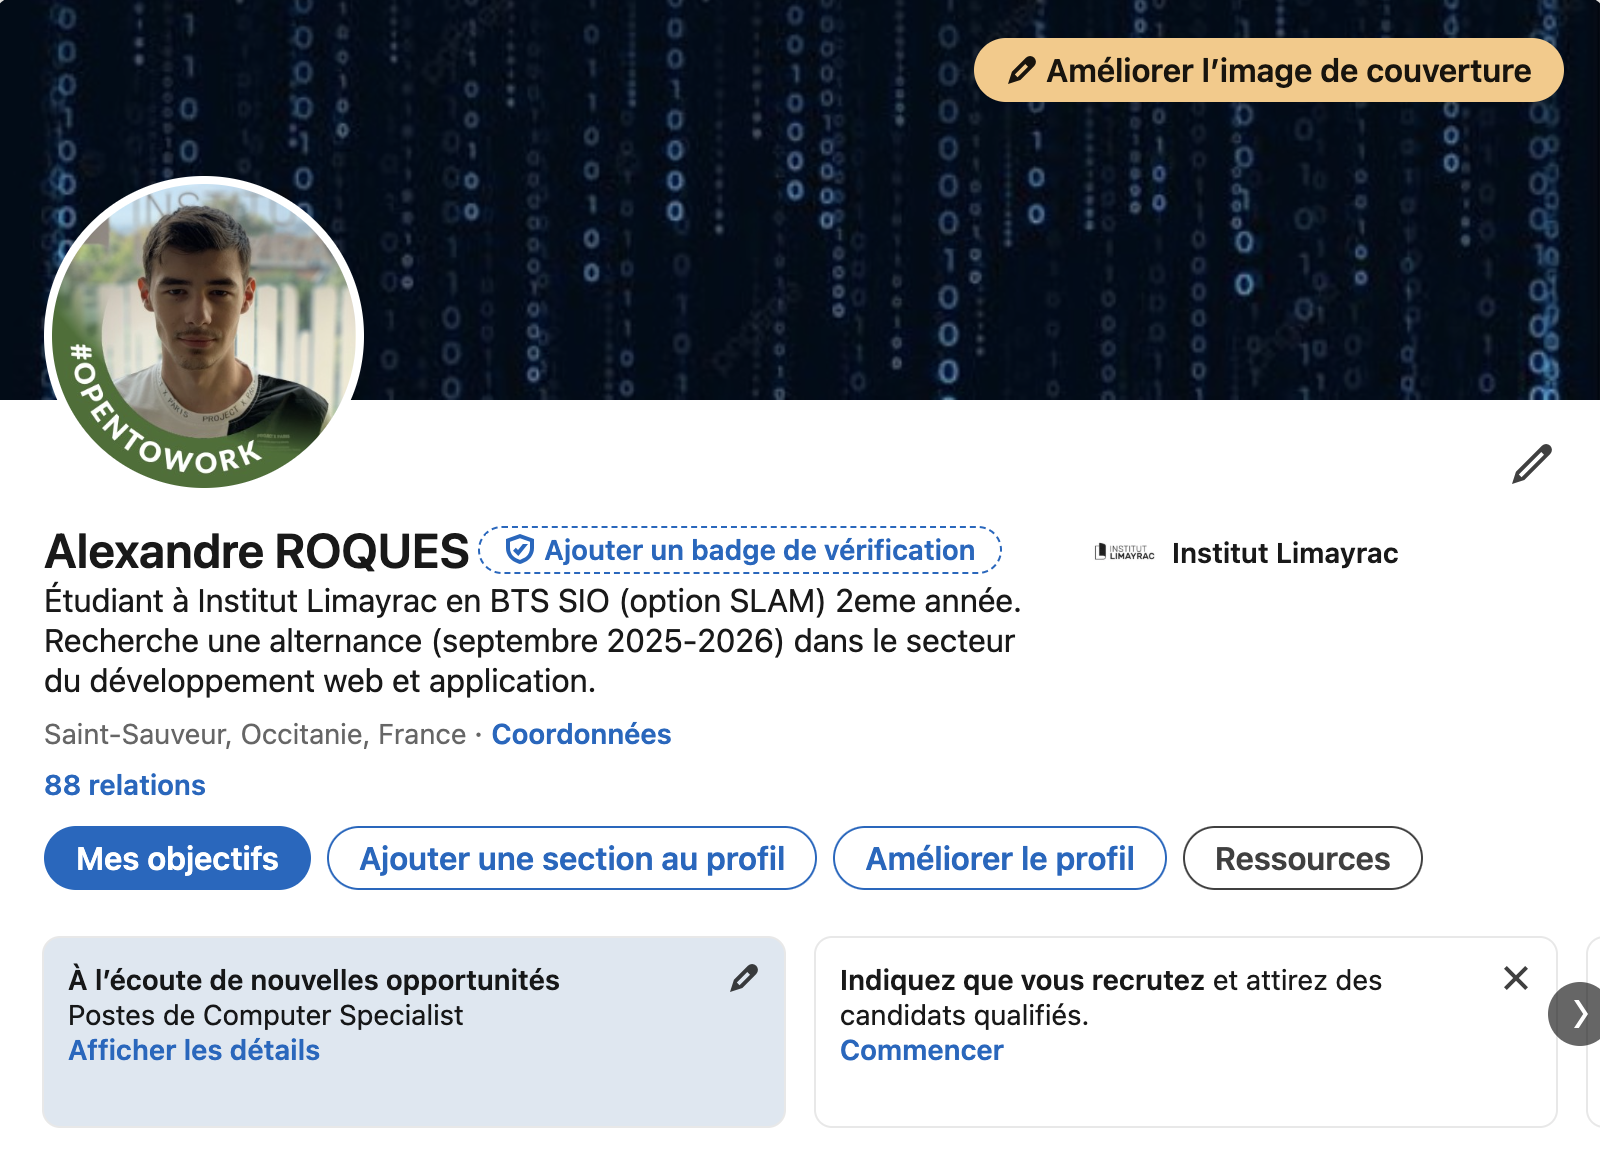 Améliorer l’image de couverture
#OPENTOWORK
Alexandre ROQUES
Ajouter un badge de vérification
INSTITUT
LIMAYRAC
Institut Limayrac
Étudiant à Institut Limayrac en BTS SIO (option SLAM) 2eme année.
Recherche une alternance (septembre 2025-2026) dans le secteur
du développement web et application.
Saint-Sauveur, Occitanie, France · Coordonnées
88 relations
Mes objectifs
Ajouter une section au profil
Améliorer le profil
Ressources
À l’écoute de nouvelles opportunités
Postes de Computer Specialist
Afficher les détails
Indiquez que vous recrutez et attirez des
candidats qualifiés.
Commencer